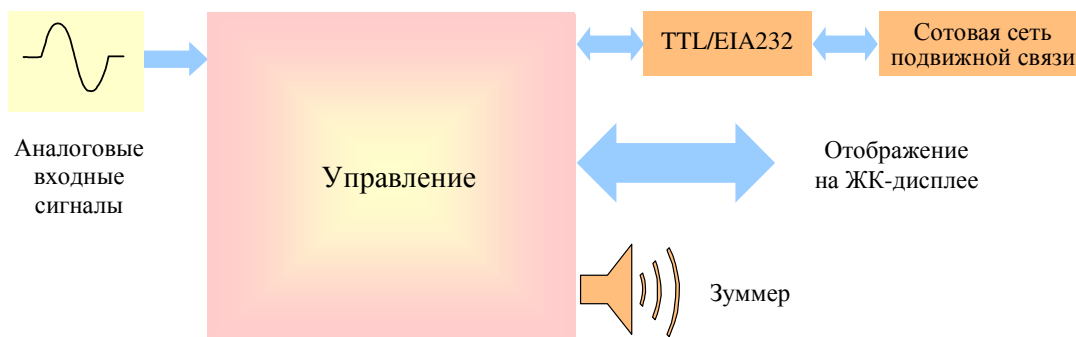 Аналоговые
входные
сигналы
Управление
TTL/EIA232
Сотовая сеть
подвижной связи
Отображение
на ЖК-дисплее
Зуммер